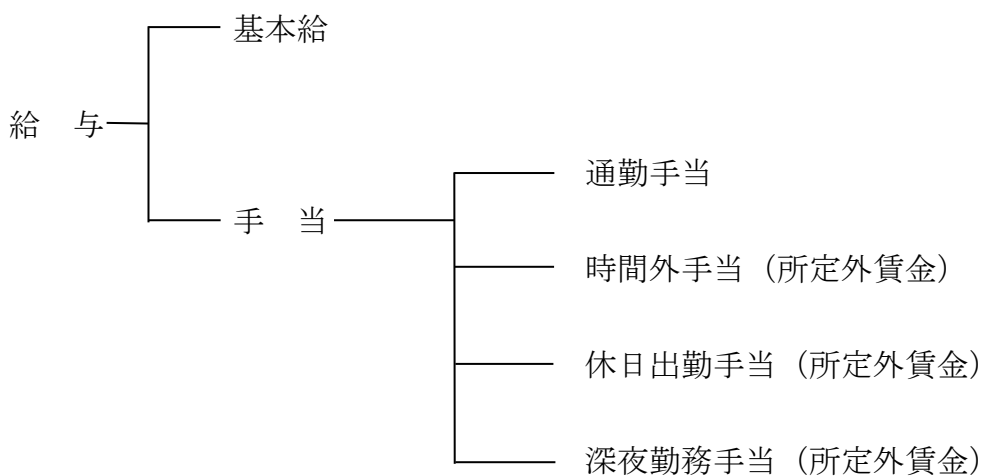 基本給
給　与
通勤手当
手　当
時間外手当（所定外賃金）
休日出勤手当（所定外賃金）
深夜勤務手当（所定外賃金）